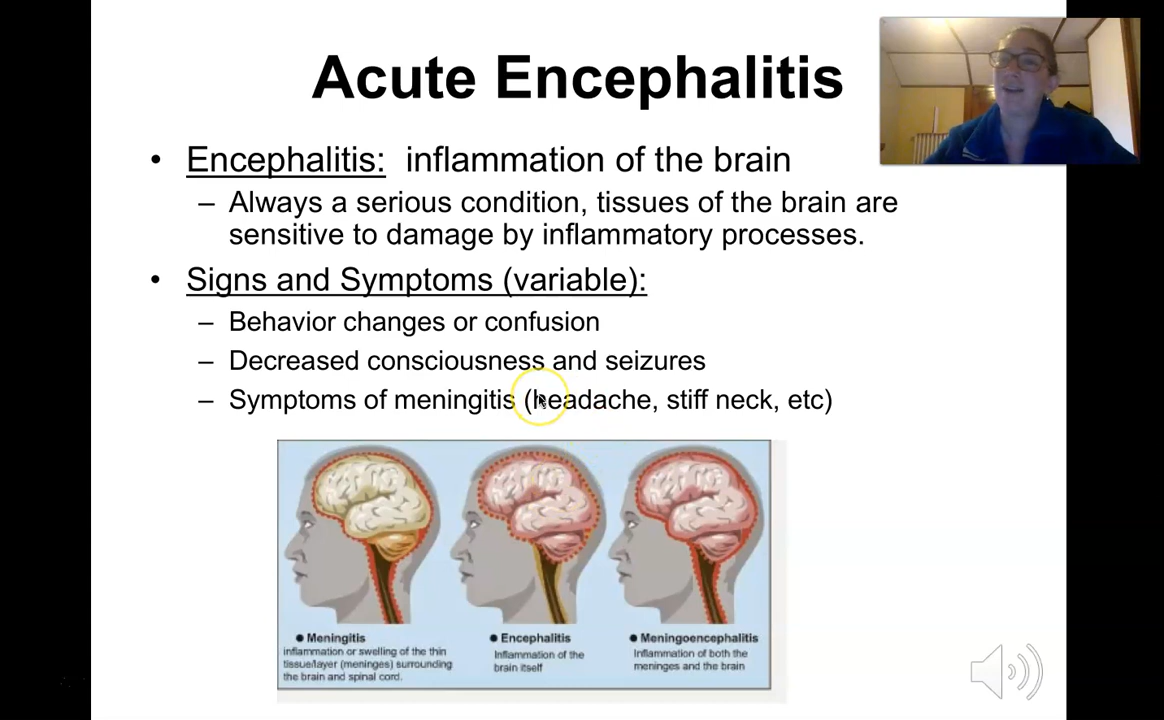 Acute Encephalitis
• Encephalitis: inflammation of the brain
– Always a serious condition, tissues of the brain are
sensitive to damage by inflammatory processes.
• Signs and Symptoms (variable):
– Behavior changes or confusion
– Decreased consciousness and seizures
– Symptoms of meningitis (headache, stiff neck, etc)
● Meningitis
inflammation or swelling of the thin
tissue/layer (meninges) surrounding
the brain and spinal cord.
● Encephalitis
Inflammation of the
brain itself
● Meningoencephalitis
Inflammation of both the
meninges and the brain